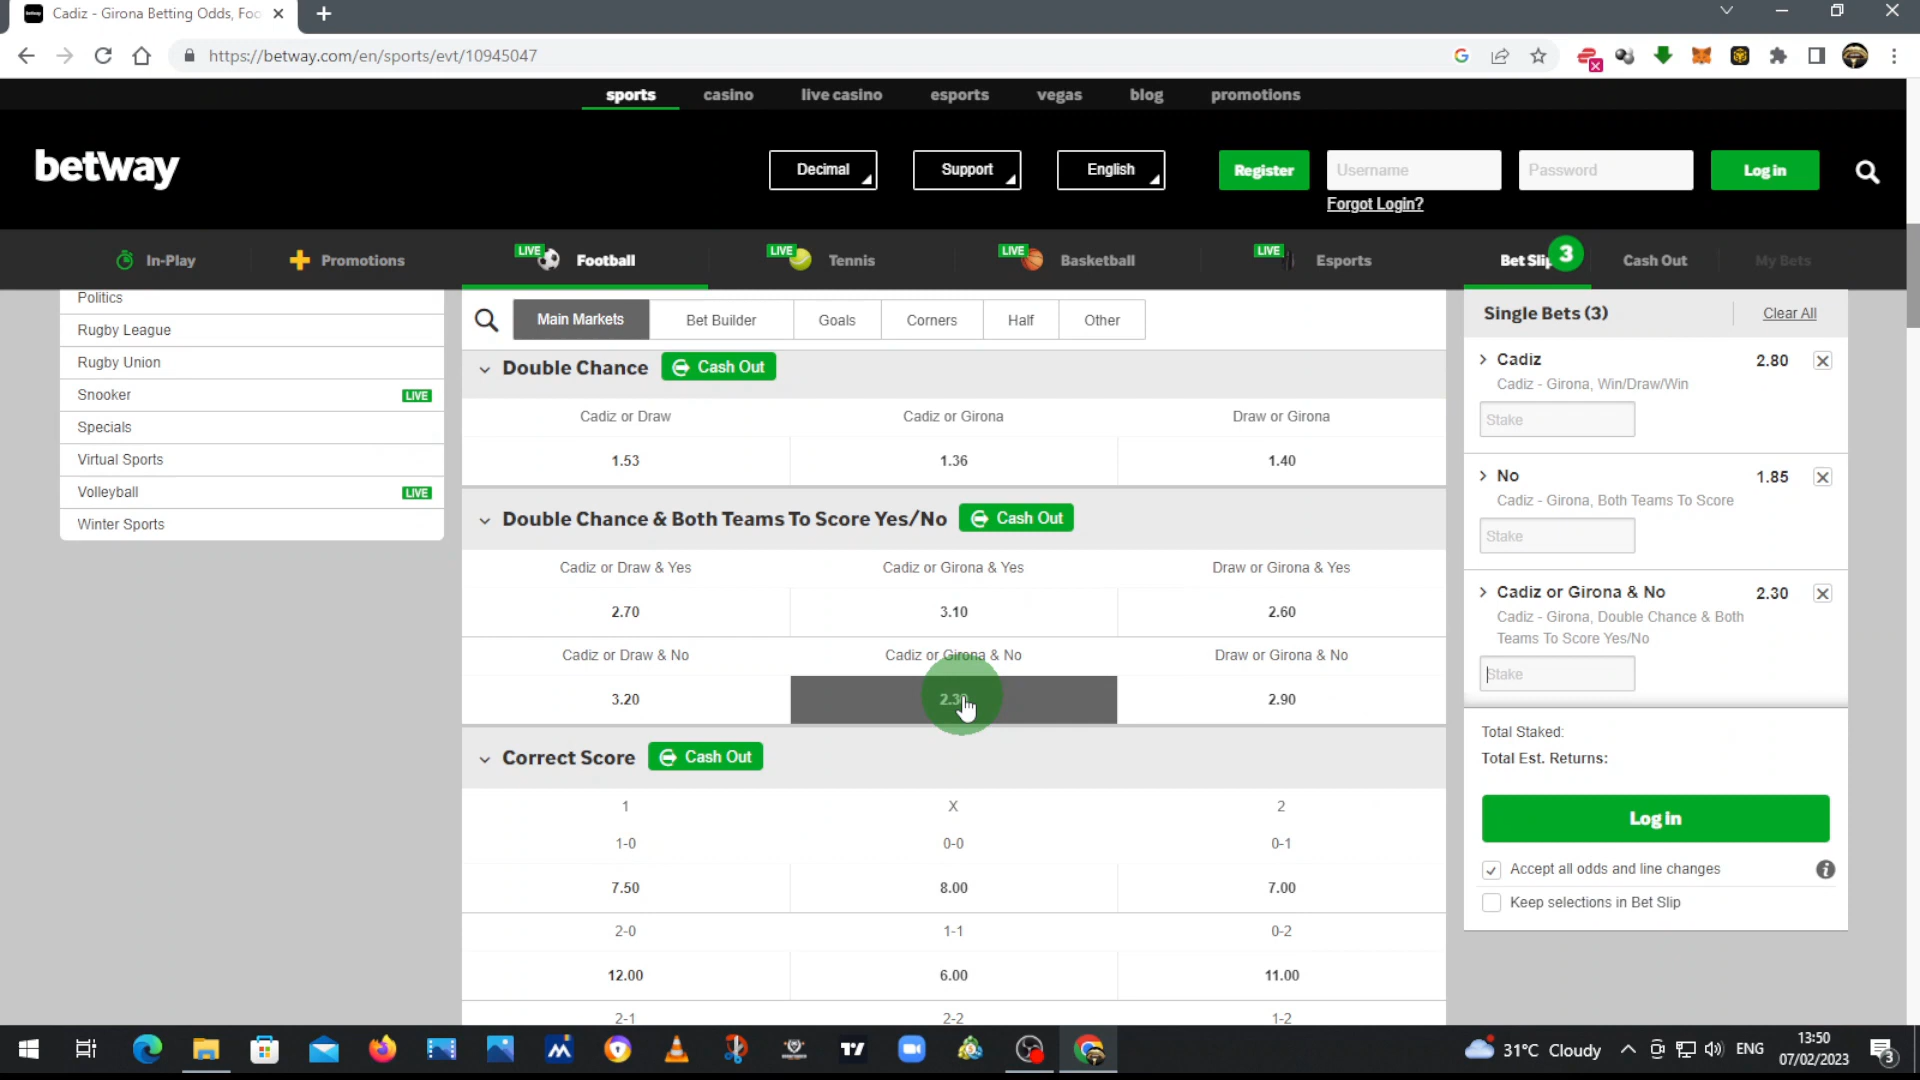 Cadiz - Girona Betting Odds, Foo
https://betway.com/en/sports/evt/10945047
sports casino live casino esports vegas blog promotions
betway
Decimal Support English Register Username Password Log in
Forgot Login?
In-Play Promotions LIVE Football LIVE Tennis LIVE Basketball LIVE Esports Bet Slip 3 Cash Out My Bets
Politics
Rugby League
Rugby Union
Snooker LIVE
Specials
Virtual Sports
Volleyball LIVE
Winter Sports
Main Markets Bet Builder Goals Corners Half Other
Double Chance Cash Out
Cadiz or Draw Cadiz or Girona Draw or Girona
1.53 1.36 1.40
Double Chance & Both Teams To Score Yes/No Cash Out
Cadiz or Draw & Yes Cadiz or Girona & Yes Draw or Girona & Yes
2.70 3.10 2.60
Cadiz or Draw & No Cadiz or Girona & No Draw or Girona & No
3.20 2.30 2.90
Correct Score Cash Out
1 X 2
1-0 0-0 0-1
7.50 8.00 7.00
2-0 1-1 0-2
12.00 6.00 11.00
2-1 2-2 1-2
Single Bets (3) Clear All
Cadiz 2.80
Cadiz - Girona, Win/Draw/Win
Stake
No 1.85
Cadiz - Girona, Both Teams To Score
Stake
Cadiz or Girona & No 2.30
Cadiz - Girona, Double Chance & Both
Teams To Score Yes/No
Stake
Total Staked:
Total Est. Returns:
Log in
Accept all odds and line changes
Keep selections in Bet Slip
31°C Cloudy ENG 13:50
07/02/2023 3